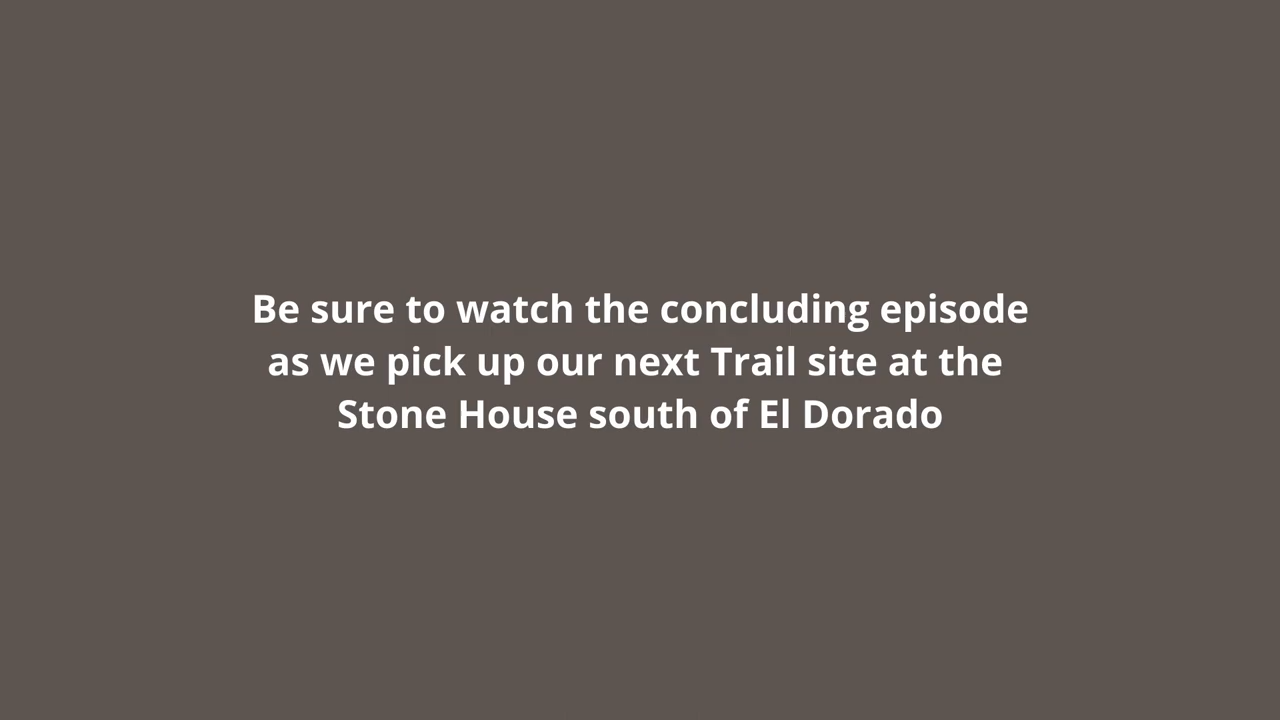 Be sure to watch the concluding episode
as we pick up our next Trail site at the
Stone House south of El Dorado